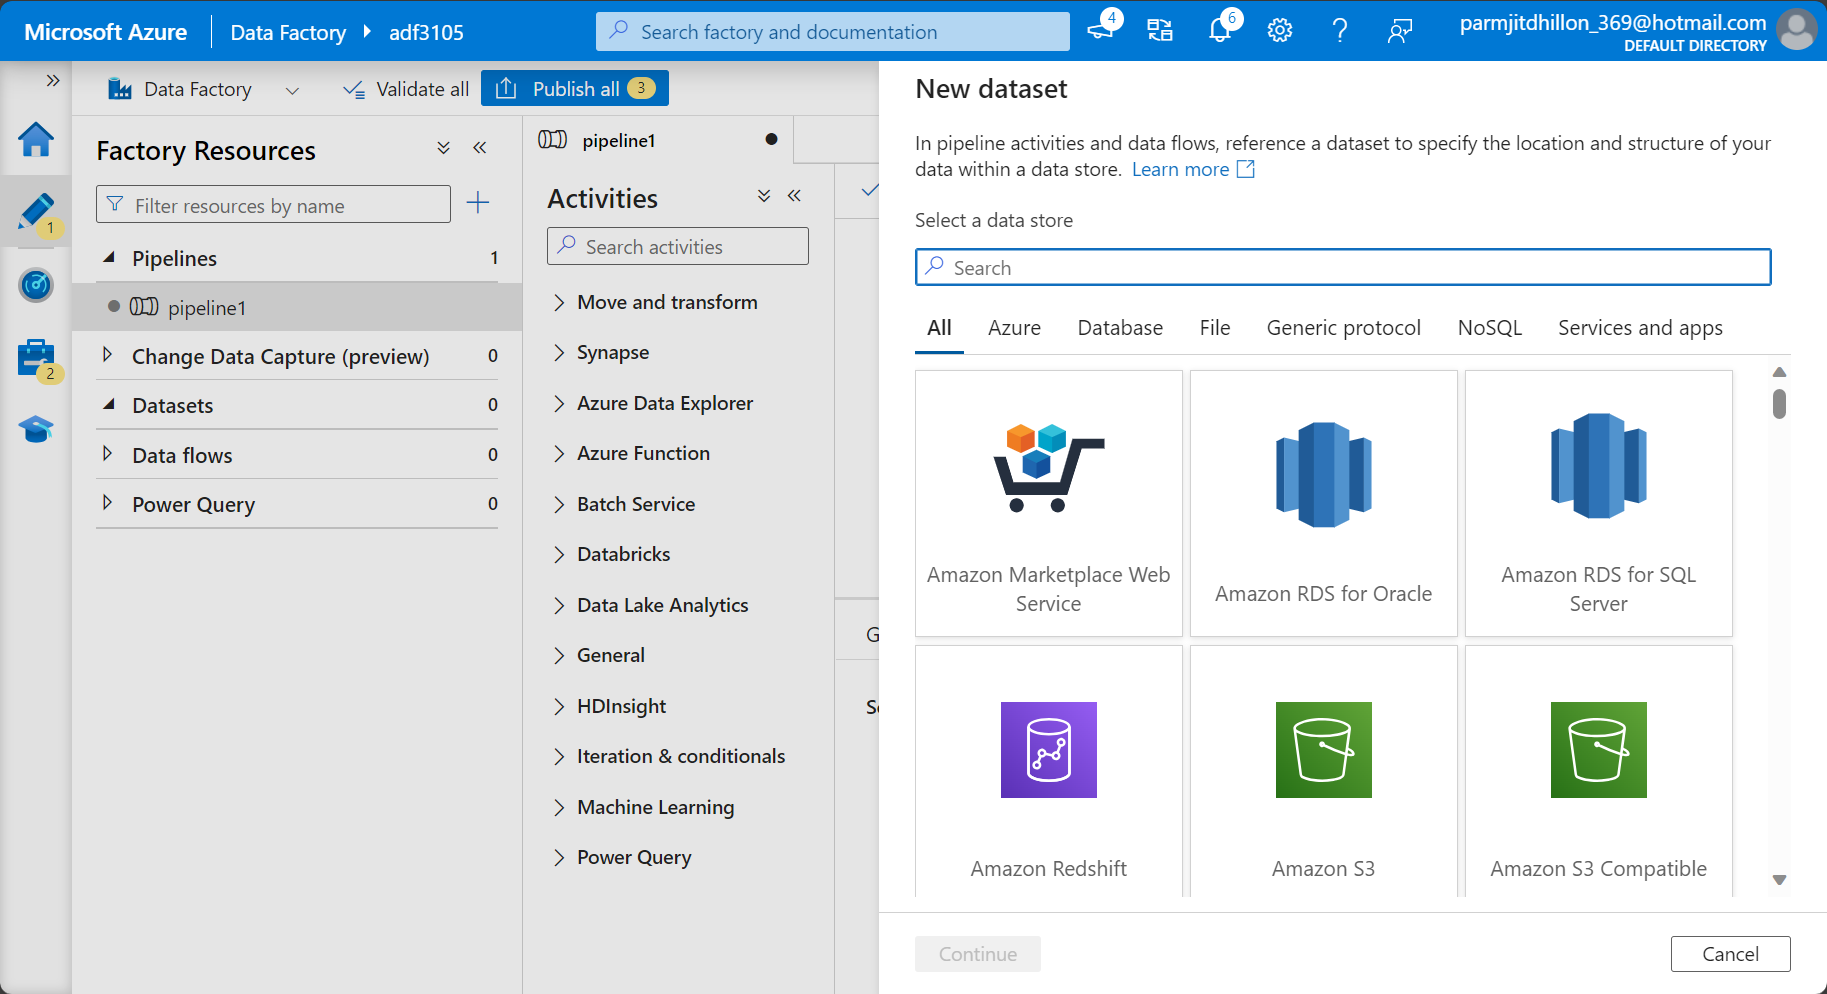 Microsoft Azure
Data Factory
adf3105
Search factory and documentation
4
6
parmjitdhillon_369@hotmail.com
DEFAULT DIRECTORY
Data Factory
Validate all
Publish all
3
1
2
Factory Resources
Filter resources by name
Pipelines 1
pipeline1
Change Data Capture (preview) 0
Datasets 0
Data flows 0
Power Query 0
pipeline1
Activities
Search activities
Move and transform
Synapse
Azure Data Explorer
Azure Function
Batch Service
Databricks
Data Lake Analytics
General
HDInsight
Iteration & conditionals
Machine Learning
Power Query
New dataset
In pipeline activities and data flows, reference a dataset to specify the location and structure of your
data within a data store. Learn more
Select a data store
Search
All Azure Database File Generic protocol NoSQL Services and apps
Amazon Marketplace Web
Service
Amazon RDS for Oracle
Amazon RDS for SQL
Server
Amazon Redshift
Amazon S3
Amazon S3 Compatible
Continue
Cancel